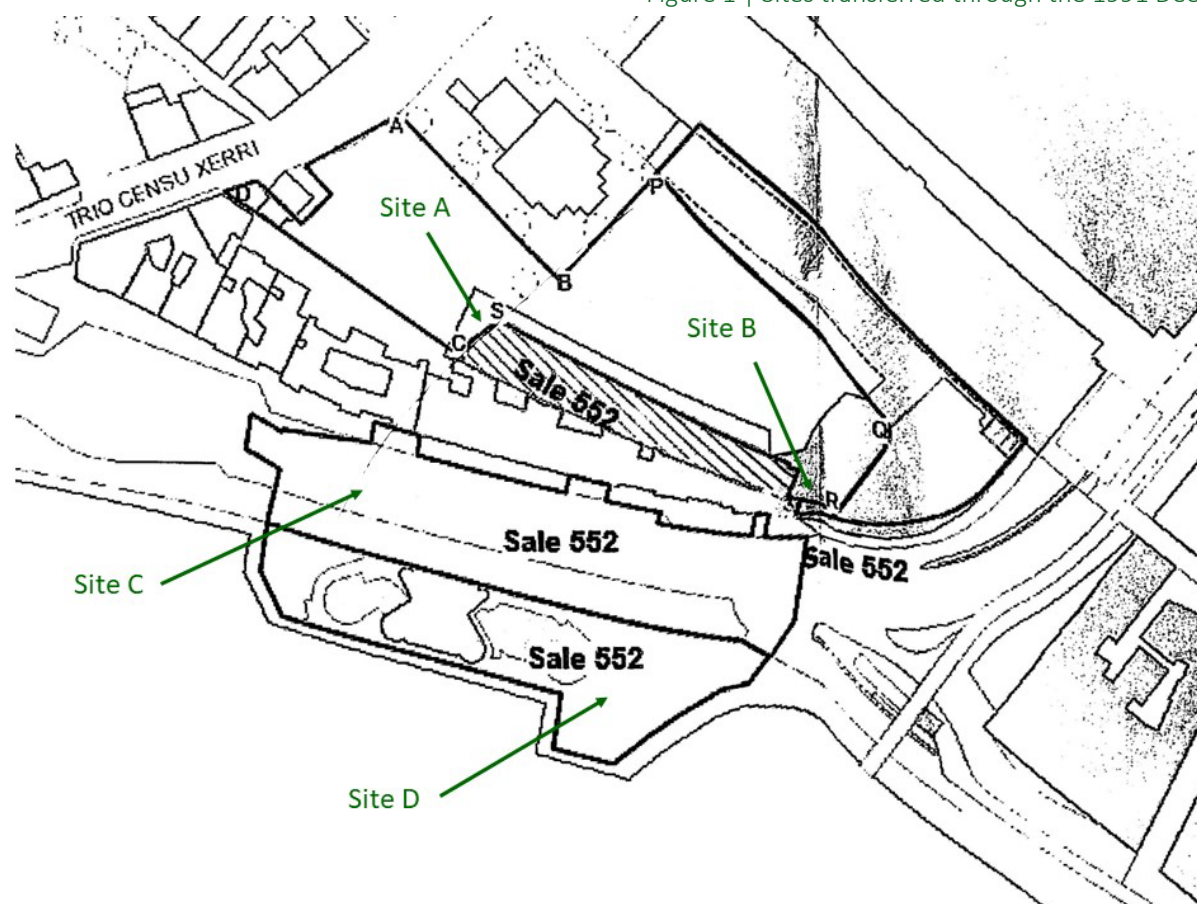 Figure 1 | Sites transferred through the 1991 Dee
A
TRIQ CENSU XERRI
D
Site A
P
B
S
Site B
C
Sale 552
Q
R
Sale 552
Sale 552
Site C
Sale 552
Site D